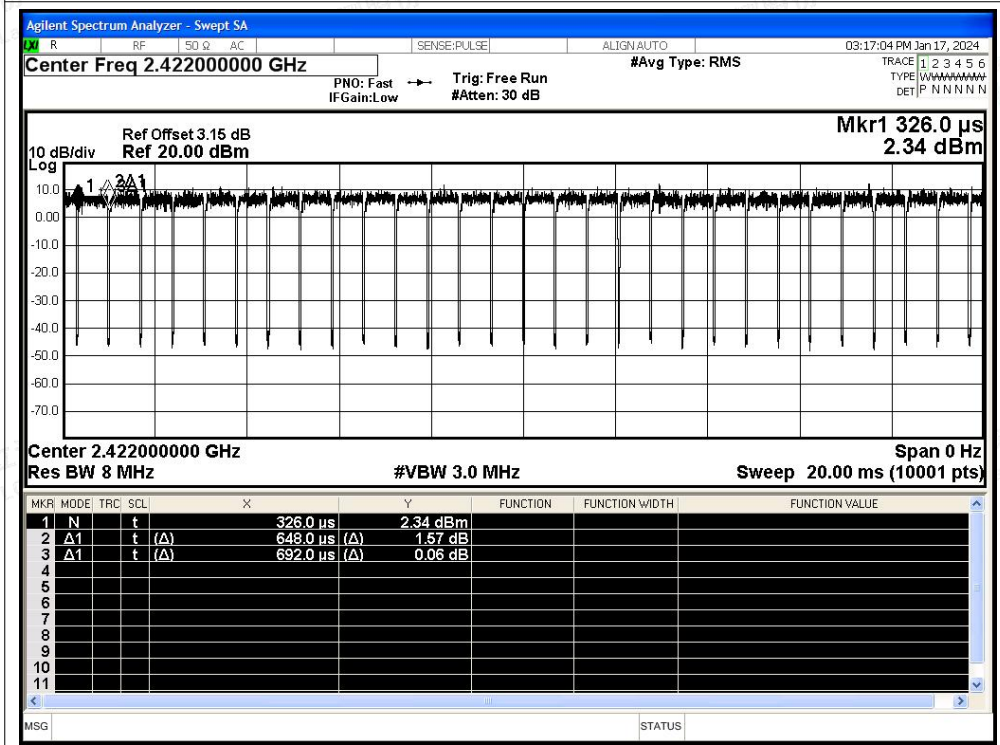 Agilent Spectrum Analyzer - Swept SA
LXI R RF 50 Ω AC SENSE:PULSE ALIGN AUTO 03:17:04 PM Jan 17, 2024
Center Freq 2.422000000 GHz #Avg Type: RMS TRACE 1 2 3 4 5 6
PNO: Fast Trig: Free Run TYPE
IFGain:Low #Atten: 30 dB DET P N N N N N
Mkr1 326.0 µs
Ref Offset 3.15 dB
10 dB/div Ref 20.00 dBm 2.34 dBm
Log
10.0
1 3Δ1
0.00
-10.0
-20.0
-30.0
-40.0
-50.0
-60.0
-70.0
Center 2.422000000 GHz Span 0 Hz
Res BW 8 MHz #VBW 3.0 MHz Sweep 20.00 ms (10001 pts)
MKR MODE TRC SCL X Y FUNCTION FUNCTION WIDTH FUNCTION VALUE
1 N t 326.0 µs 2.34 dBm
2 Δ1 t (Δ) 648.0 µs (Δ) 1.57 dB
3 Δ1 t (Δ) 692.0 µs (Δ) 0.06 dB
4
5
6
7
8
9
10
11
MSG STATUS